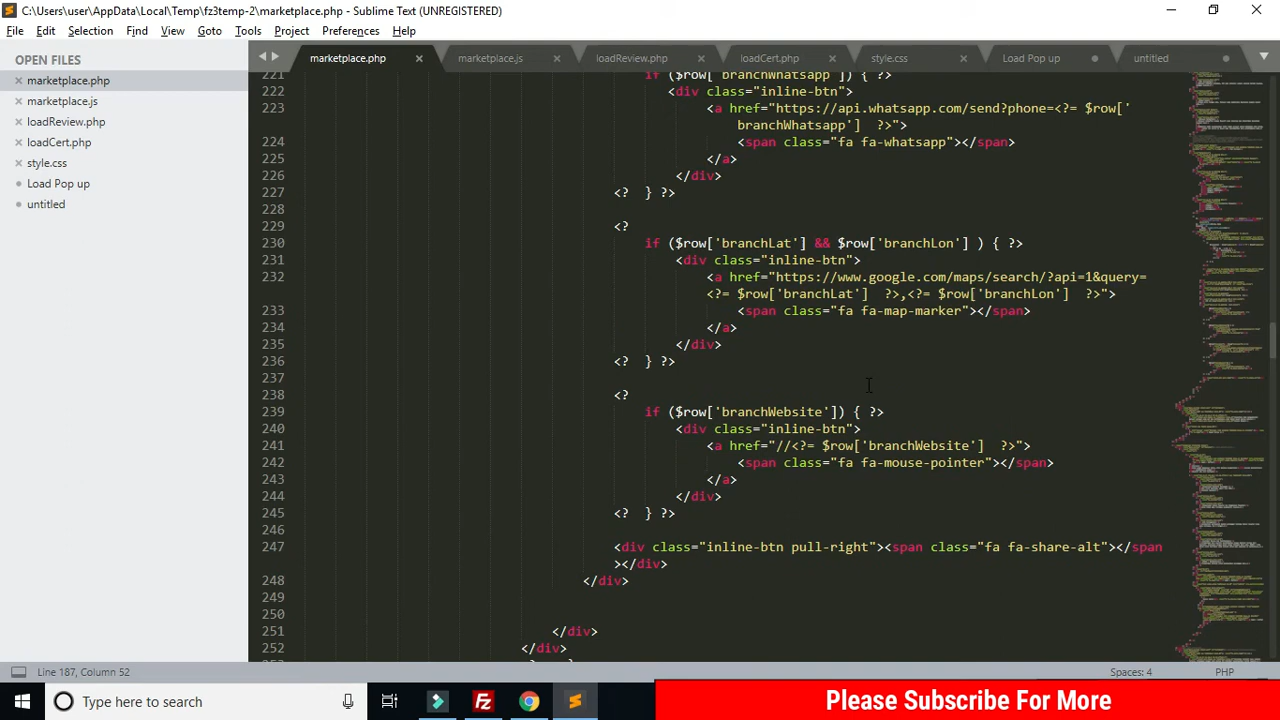 C:\Users\user\AppData\Local\Temp\fz3temp-2\marketplace.php - Sublime Text (UNREGISTERED)
File Edit Selection Find View Goto Tools Project Preferences Help
OPEN FILES
marketplace.php
marketplace.js
loadReview.php
loadCert.php
style.css
Load Pop up
untitled
marketplace.php marketplace.js loadReview.php loadCert.php style.css Load Pop up untitled
221 if ($row['branchWhatsapp']) { ?>
222 <div class="inline-btn">
223 <a href="https://api.whatsapp.com/send?phone=<?= $row['
branchWhatsapp'] ?>">
224 <span class="fa fa-whatsapp"></span>
225 </a>
226 </div>
227 <? } ?>
228
229 <?
230 if ($row['branchLat'] && $row['branchLon'] ) { ?>
231 <div class="inline-btn">
232 <a href="https://www.google.com/maps/search/?api=1&query=
<?= $row['branchLat'] ?>,<?= $row['branchLon'] ?>">
233 <span class="fa fa-map-marker"></span>
234 </a>
235 </div>
236 <? } ?>
237
238 <?
239 if ($row['branchWebsite']) { ?>
240 <div class="inline-btn">
241 <a href="//<?= $row['branchWebsite'] ?>">
242 <span class="fa fa-mouse-pointer"></span>
243 </a>
244 </div>
245 <? } ?>
246
247 <div class="inline-btn pull-right"><span class="fa fa-share-alt"></span
></div>
248 </div>
249
250
251 </div>
252 </div>
Line 187, Column 52
Spaces: 4
PHP
Type here to search
Please Subscribe For More